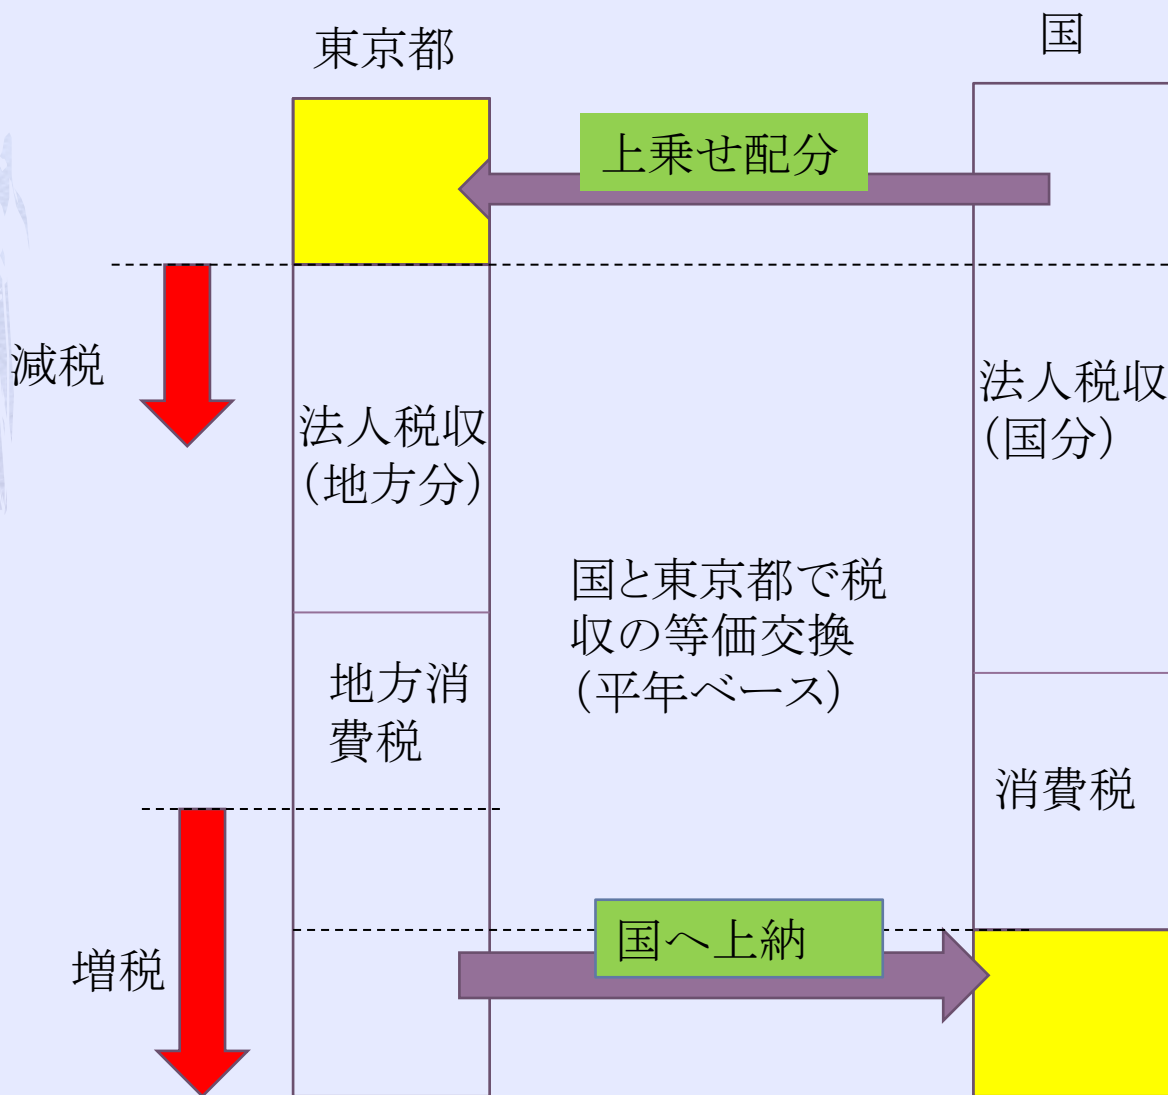 東京都
国
上乗せ配分
減税
法人税収
（地方分）
法人税収
（国分）
国と東京都で税
収の等価交換
（平年ベース）
地方消
費税
消費税
国へ上納
増税